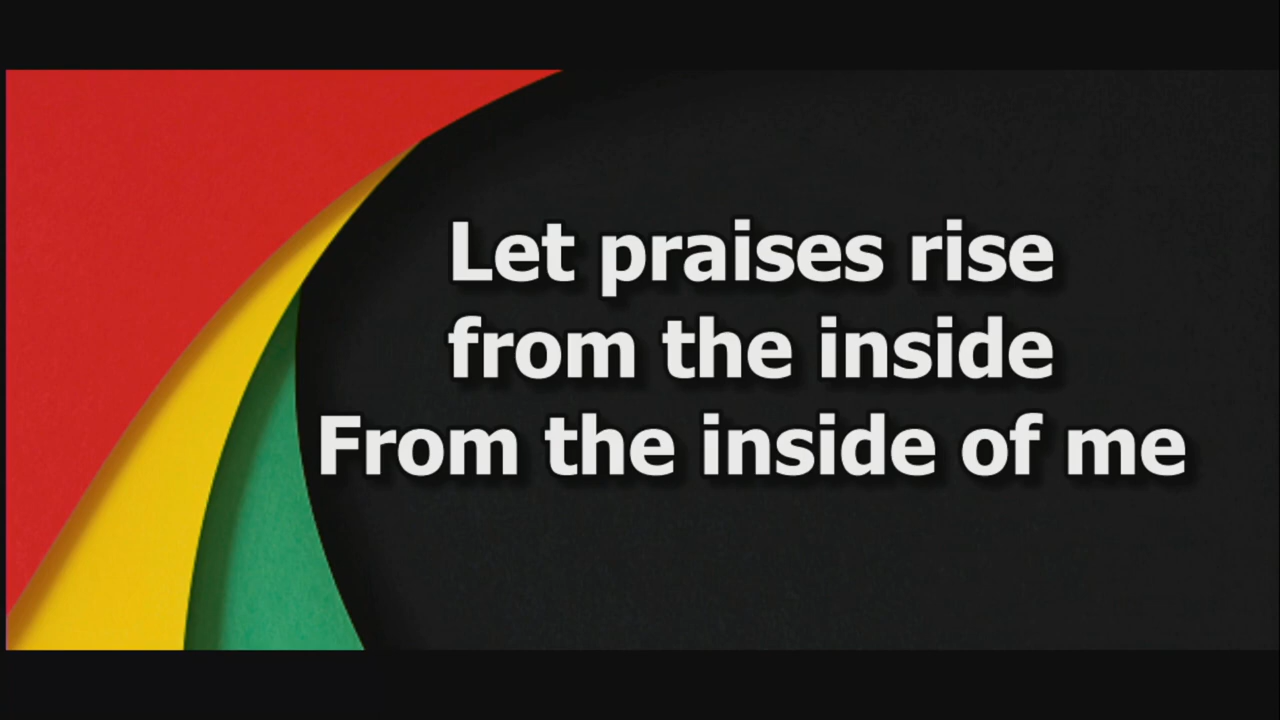 Let praises rise
from the inside
From the inside of me